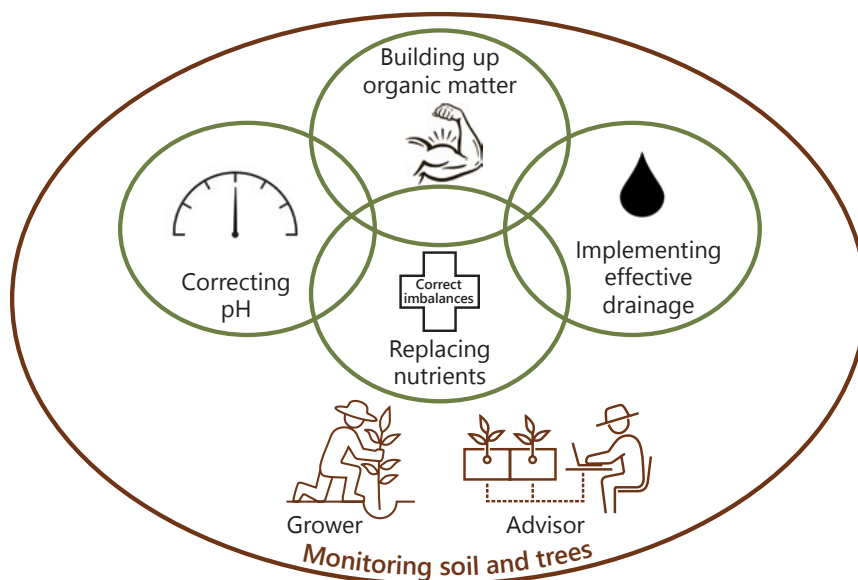 Building up
organic matter
Correcting
pH
Implementing
effective
drainage
Correct
imbalances
Replacing
nutrients
Grower
Advisor
Monitoring soil and trees